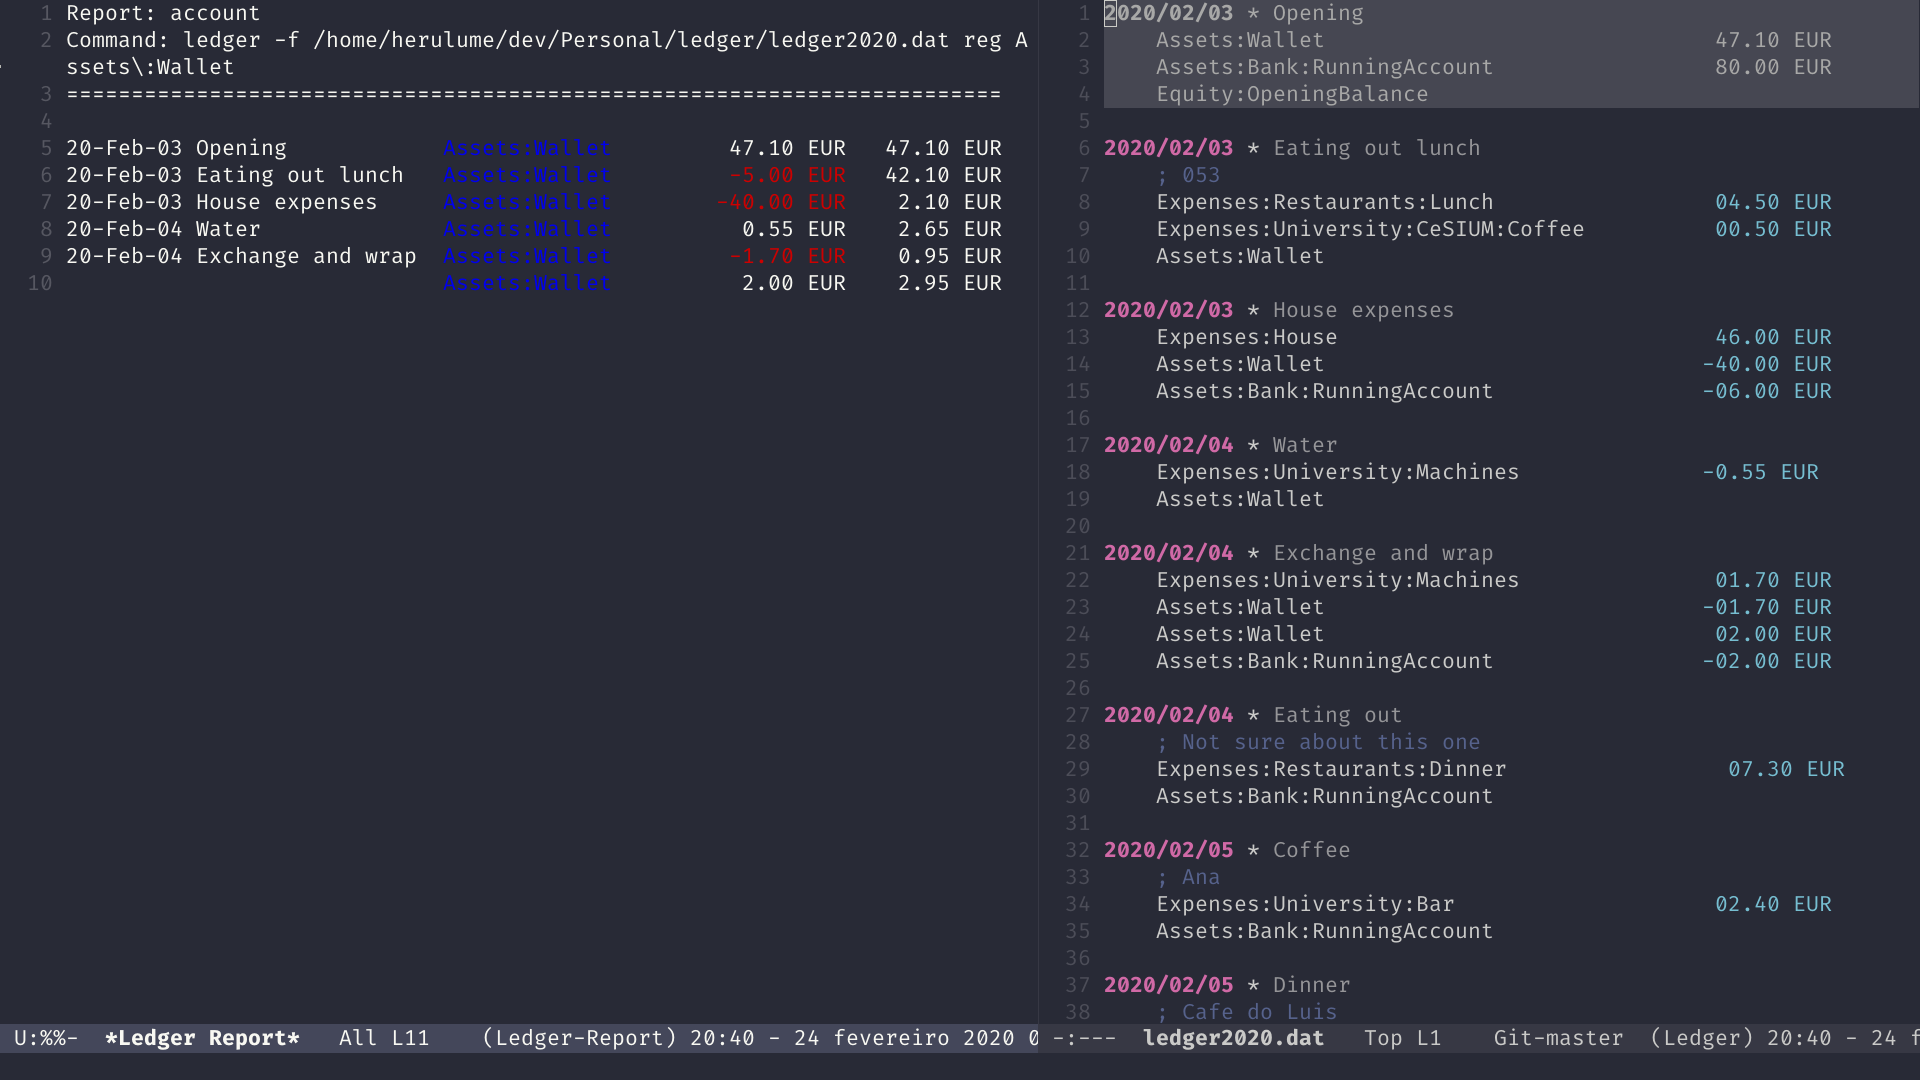 1 Report: account
2 Command: ledger -f /home/herulume/dev/Personal/ledger/ledger2020.dat reg A
ssets\:Wallet
3 ========================================================================
4
5 20-Feb-03 Opening Assets:Wallet 47.10 EUR 47.10 EUR
6 20-Feb-03 Eating out lunch Assets:Wallet -5.00 EUR 42.10 EUR
7 20-Feb-03 House expenses Assets:Wallet -40.00 EUR 2.10 EUR
8 20-Feb-04 Water Assets:Wallet 0.55 EUR 2.65 EUR
9 20-Feb-04 Exchange and wrap Assets:Wallet -1.70 EUR 0.95 EUR
10 Assets:Wallet 2.00 EUR 2.95 EUR
U:%%- *Ledger Report* All L11 (Ledger-Report) 20:40 - 24 fevereiro 2020 0
1 2020/02/03 * Opening
2 Assets:Wallet 47.10 EUR
3 Assets:Bank:RunningAccount 80.00 EUR
4 Equity:OpeningBalance
5
6 2020/02/03 * Eating out lunch
7 ; 053
8 Expenses:Restaurants:Lunch 04.50 EUR
9 Expenses:University:CeSIUM:Coffee 00.50 EUR
10 Assets:Wallet
11
12 2020/02/03 * House expenses
13 Expenses:House 46.00 EUR
14 Assets:Wallet -40.00 EUR
15 Assets:Bank:RunningAccount -06.00 EUR
16
17 2020/02/04 * Water
18 Expenses:University:Machines -0.55 EUR
19 Assets:Wallet
20
21 2020/02/04 * Exchange and wrap
22 Expenses:University:Machines 01.70 EUR
23 Assets:Wallet -01.70 EUR
24 Assets:Wallet 02.00 EUR
25 Assets:Bank:RunningAccount -02.00 EUR
26
27 2020/02/04 * Eating out
28 ; Not sure about this one
29 Expenses:Restaurants:Dinner 07.30 EUR
30 Assets:Bank:RunningAccount
31
32 2020/02/05 * Coffee
33 ; Ana
34 Expenses:University:Bar 02.40 EUR
35 Assets:Bank:RunningAccount
36
37 2020/02/05 * Dinner
38 ; Cafe do Luis
-:--- ledger2020.dat Top L1 Git-master (Ledger) 20:40 - 24 f